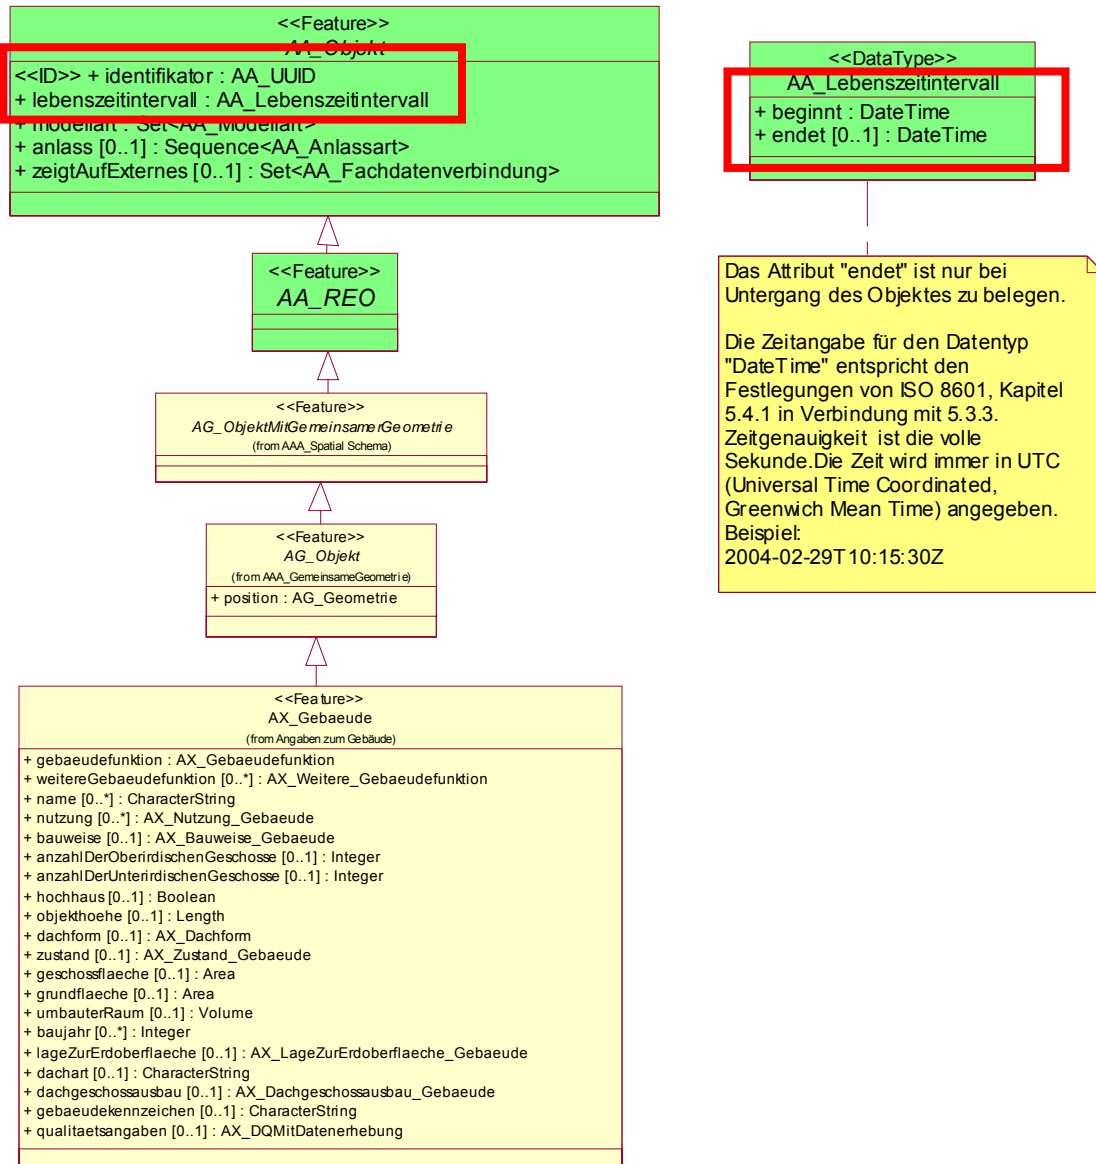 <<Feature>>
AA_Objekt
<<ID>> + identifikator : AA_UUID
+ lebenszeitintervall : AA_Lebenszeitintervall
+ modellart : Set<AA_Modellart>
+ anlass [0..1] : Sequence<AA_Anlassart>
+ zeigtAufExternes [0..1] : Set<AA_Fachdatenverbindung>
<<DataType>>
AA_Lebenszeitintervall
+ beginnt : DateTime
+ endet [0..1] : DateTime
<<Feature>>
AA_REO
Das Attribut "endet" ist nur bei
Untergang des Objektes zu belegen.
Die Zeitangabe für den Datentyp
"DateTime" entspricht den
Festlegungen von ISO 8601, Kapitel
5.4.1 in Verbindung mit 5.3.3.
Zeitgenauigkeit ist die volle
Sekunde.Die Zeit wird immer in UTC
(Universal Time Coordinated,
Greenwich Mean Time) angegeben.
Beispiel:
2004-02-29T10:15:30Z
<<Feature>>
AG_ObjektMitGemeinsamerGeometrie
(from AAA_Spatial Schema)
<<Feature>>
AG_Objekt
(from AAA_GemeinsameGeometrie)
+ position : AG_Geometrie
<<Feature>>
AX_Gebaeude
(from Angaben zum Gebäude)
+ gebaeudefunktion : AX_Gebaeudefunktion
+ weitereGebaeudefunktion [0..*] : AX_Weitere_Gebaeudefunktion
+ name [0..*] : CharacterString
+ nutzung [0..*] : AX_Nutzung_Gebaeude
+ bauweise [0..1] : AX_Bauweise_Gebaeude
+ anzahlDerOberirdischenGeschosse [0..1] : Integer
+ anzahlDerUnterirdischenGeschosse [0..1] : Integer
+ hochhaus [0..1] : Boolean
+ objekthoehe [0..1] : Length
+ dachform [0..1] : AX_Dachform
+ zustand [0..1] : AX_Zustand_Gebaeude
+ geschossflaeche [0..1] : Area
+ grundflaeche [0..1] : Area
+ umbauterRaum [0..1] : Volume
+ baujahr [0..*] : Integer
+ lageZurErdoberflaeche [0..1] : AX_LageZurErdoberflaeche_Gebaeude
+ dachart [0..1] : CharacterString
+ dachgeschossausbau [0..1] : AX_Dachgeschossausbau_Gebaeude
+ gebaeudekennzeichen [0..1] : CharacterString
+ qualitaetsangaben [0..1] : AX_DQMitDatenerhebung